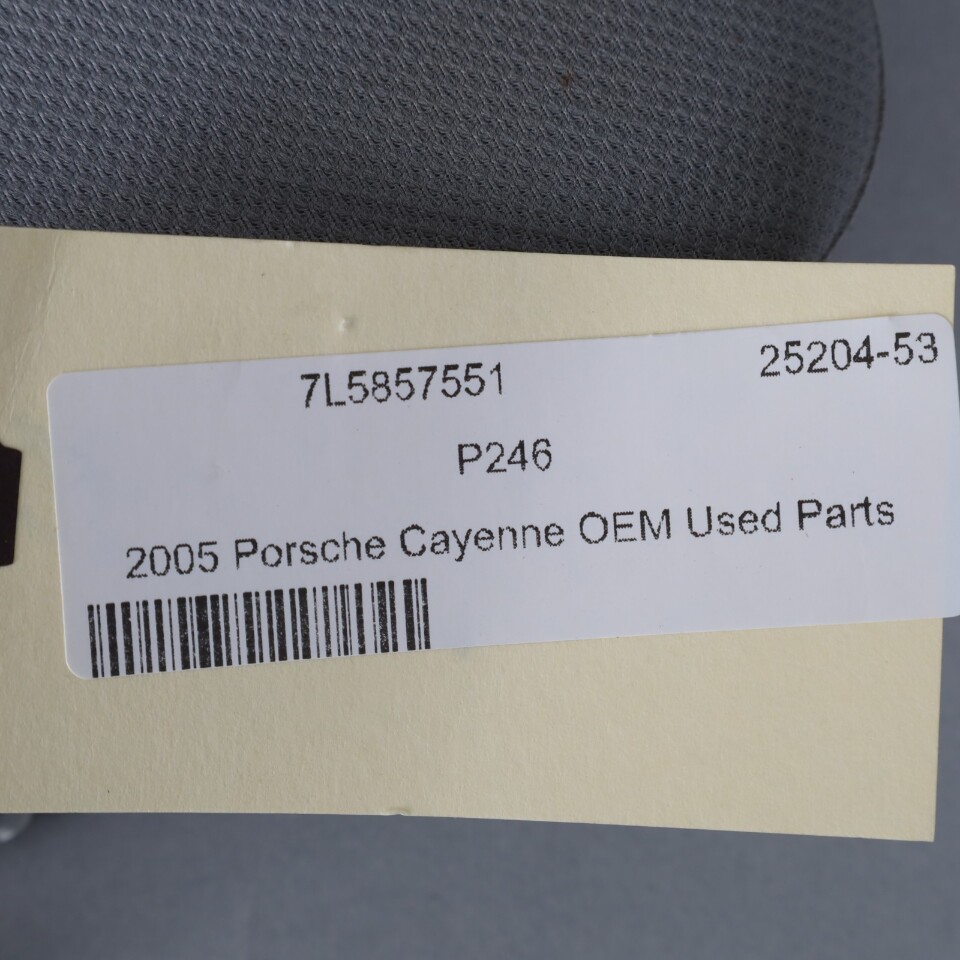 7L5857551 25204-53
P246
2005 Porsche Cayenne OEM Used Parts